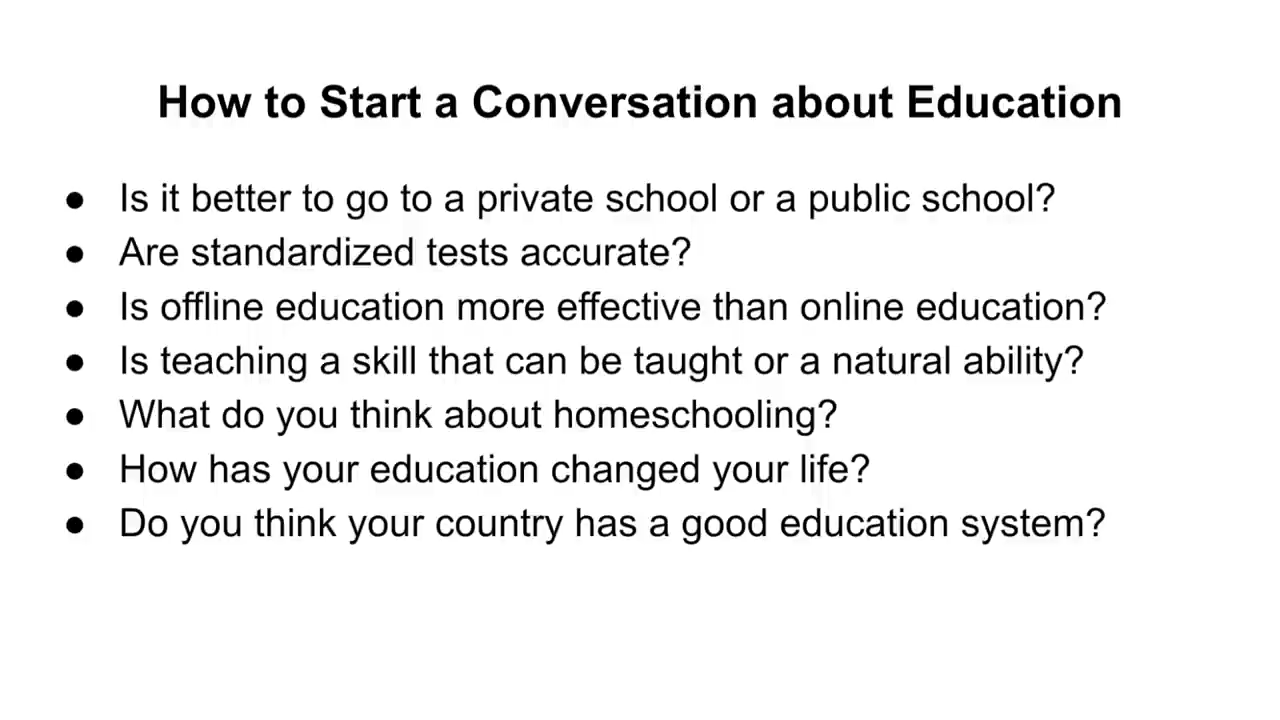 How to Start a Conversation about Education
● Is it better to go to a private school or a public school?
● Are standardized tests accurate?
● Is offline education more effective than online education?
● Is teaching a skill that can be taught or a natural ability?
● What do you think about homeschooling?
● How has your education changed your life?
● Do you think your country has a good education system?